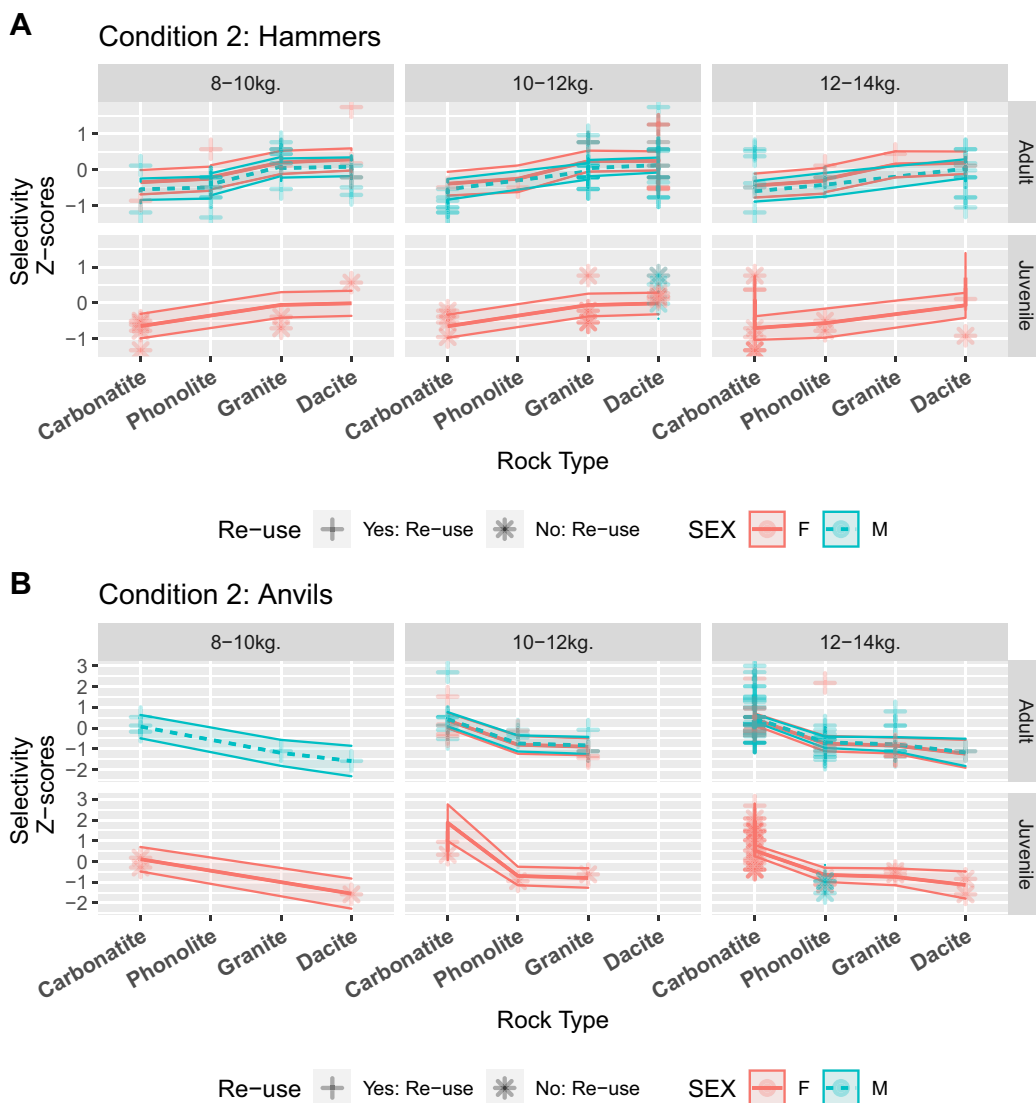 A
Condition 2: Hammers
8−10kg.
10−12kg.
12−14kg.
1
0
−1
Adult
1
0
−1
Juvenile
Selectivity
Z−scores
Carbonatite
Phonolite
Granite
Dacite
Carbonatite
Phonolite
Granite
Dacite
Carbonatite
Phonolite
Granite
Dacite
Rock Type
Re−use Yes: Re−use No: Re−use SEX F M
B
Condition 2: Anvils
8−10kg.
10−12kg.
12−14kg.
3
2
1
0
−1
−2
Adult
3
2
1
0
−1
−2
Juvenile
Selectivity
Z−scores
Carbonatite
Phonolite
Granite
Dacite
Carbonatite
Phonolite
Granite
Dacite
Carbonatite
Phonolite
Granite
Dacite
Rock Type
Re−use Yes: Re−use No: Re−use SEX F M